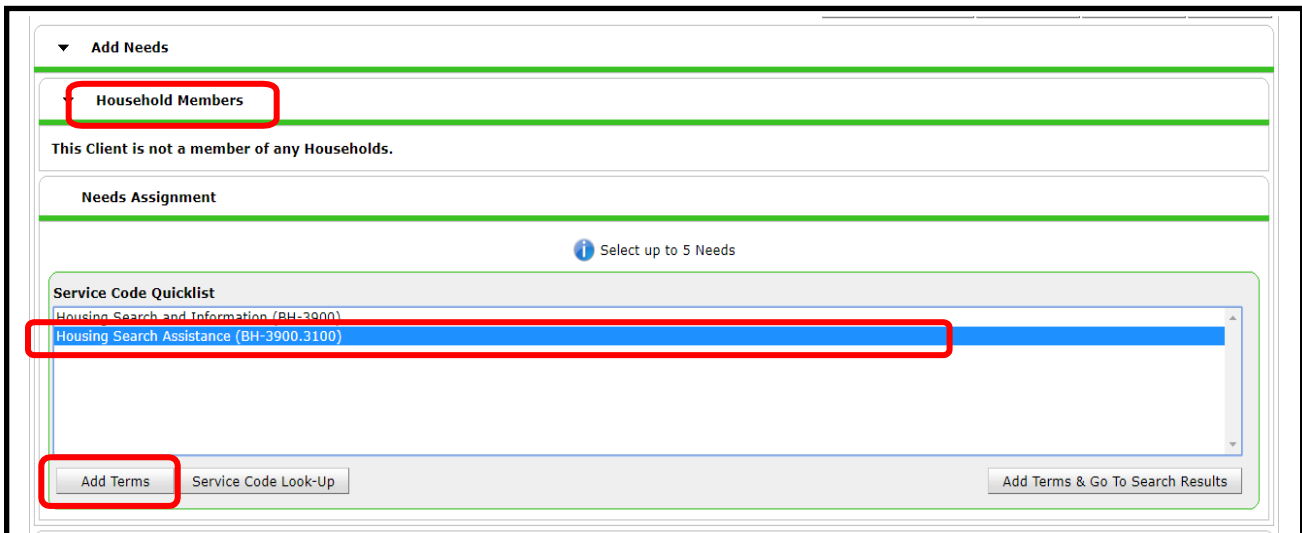 Add Needs
Household Members
This Client is not a member of any Households.
Needs Assignment
Select up to 5 Needs
Service Code Quicklist
Housing Search and Information (BH-3900)
Housing Search Assistance (BH-3900.3100)
Add Terms Service Code Look-Up Add Terms & Go To Search Results